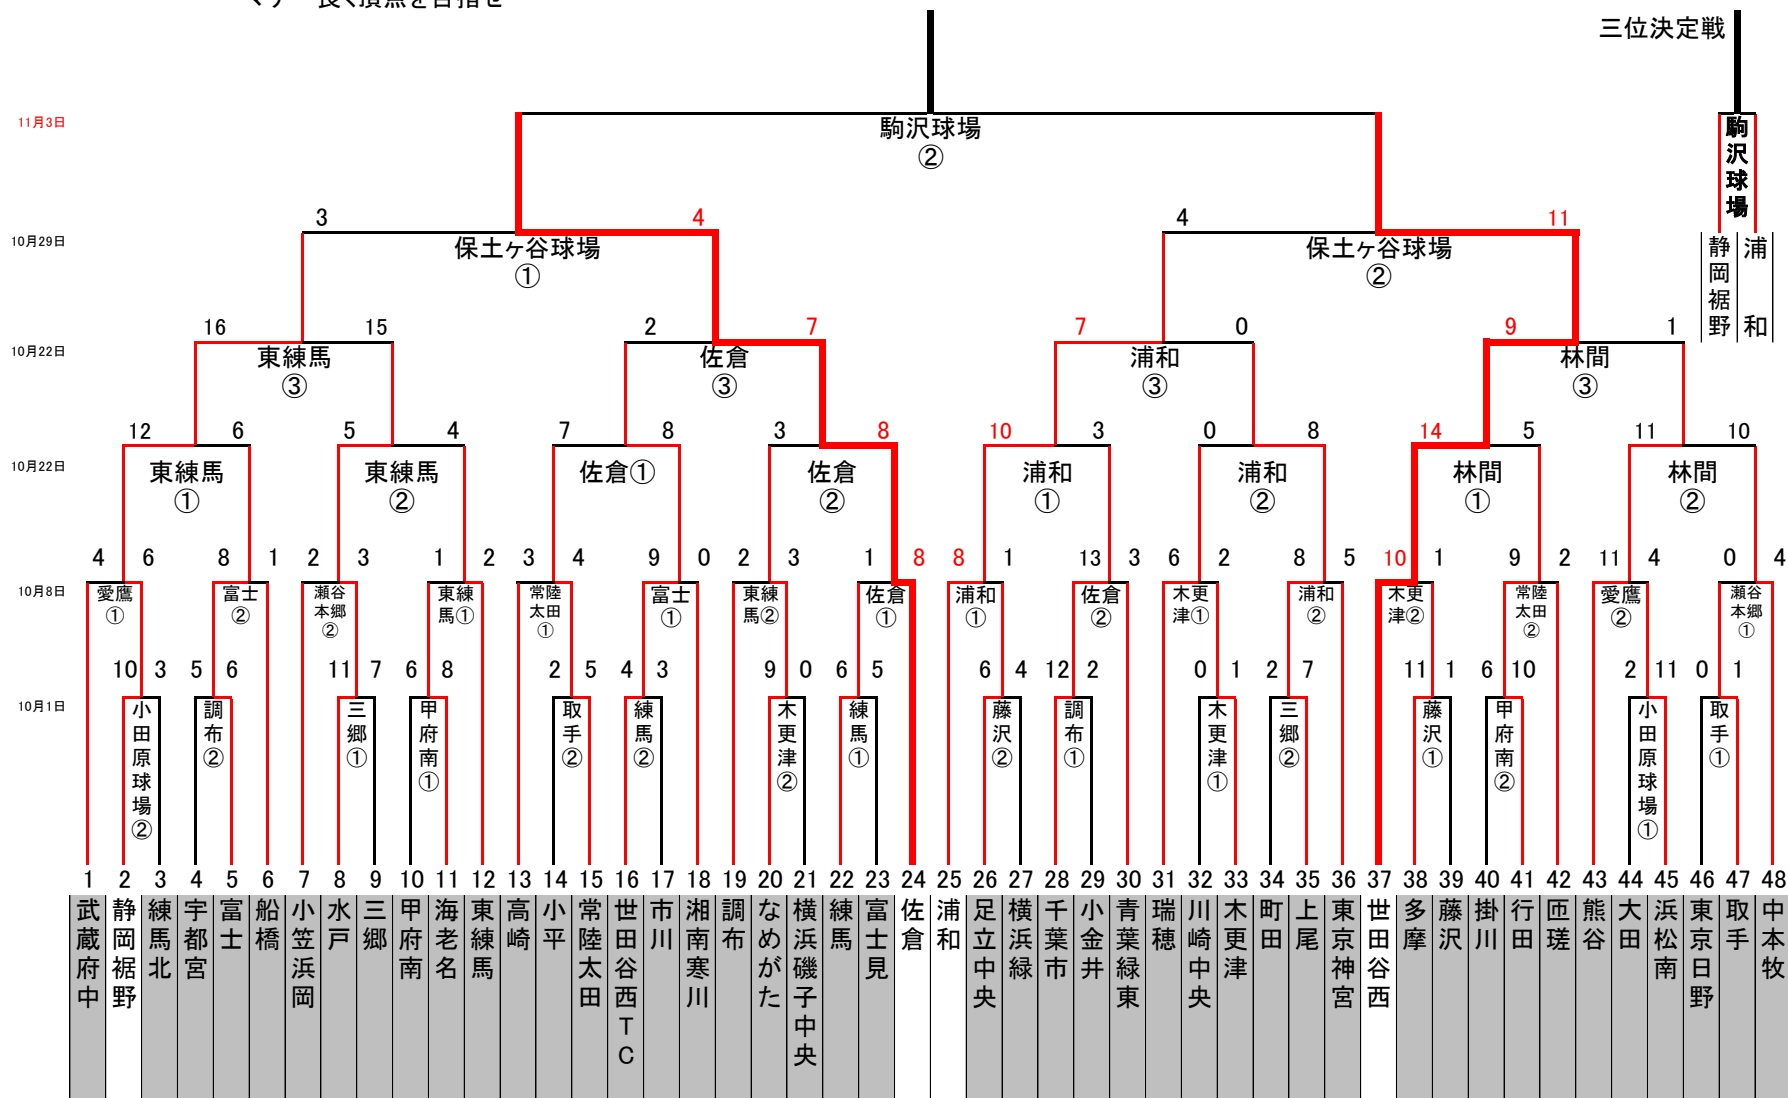 マナー良く頂点を目指せ
三位決定戦
11月3日
駒沢球場
②
駒沢球場
3 4 4 11
10月29日
保土ヶ谷球場
①
保土ヶ谷球場
②
静岡裾野
浦和
16 15 2 7 7 0 9 1
10月22日
東練馬
③
佐倉
③
浦和
③
林間
③
12 6 5 4 7 8 3 8 10 3 0 8 14 5 11 10
10月22日
東練馬
①
東練馬
②
佐倉①
佐倉
②
浦和
①
浦和
②
林間
①
林間
②
4 6 8 1 2 3 1 2 3 4 9 0 2 3 1 8 8 1 13 3 6 2 8 5 10 1 9 2 11 4 0 4
10月8日
愛鷹
①
富士
②
瀬谷
本郷
②
東練
馬①
常陸
太田
①
富士
①
東練
馬②
佐倉
①
浦和
①
佐倉
②
木更
津①
浦和
②
木更
津②
常陸
太田
②
愛鷹
②
瀬谷
本郷
①
10 3 5 6 11 7 6 8 2 5 4 3 9 0 6 5 6 4 12 2 0 1 2 7 11 1 6 10 2 11 0 1
10月1日
小田原球場②
調布②
三郷①
甲府南①
取手②
練馬②
木更津②
練馬①
藤沢②
調布①
木更津①
三郷②
藤沢①
甲府南②
小田原球場①
取手①
1 2 3 4 5 6 7 8 9 10 11 12 13 14 15 16 17 18 19 20 21 22 23 24 25 26 27 28 29 30 31 32 33 34 35 36 37 38 39 40 41 42 43 44 45 46 47 48
武蔵府中
静岡裾野
練馬北
宇都宮
富士
船橋
小笠浜岡
水戸
三郷
甲府南
海老名
東練馬
高崎
小平
常陸太田
世田谷西TC
市川
湘南寒川
調布
なめがた
横浜磯子中央
練馬
富士見
佐倉
浦和
足立中央
横浜緑
千葉市
小金井
青葉緑東
瑞穂
川崎中央
木更津
町田
上尾
東京神宮
世田谷西
多摩
藤沢
掛川
行田
匝瑳
熊谷
大田
浜松南
東京日野
取手
中本牧